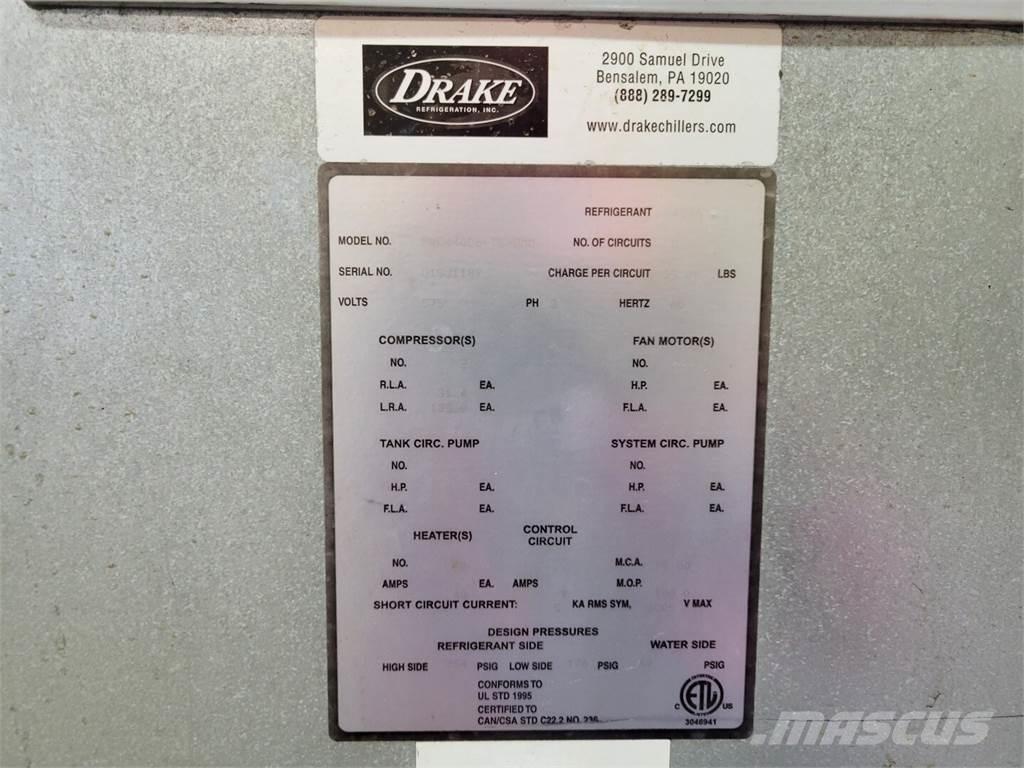 DRAKE
REFRIGERATION, INC.
2900 Samuel Drive
Bensalem, PA 19020
(888) 289-7299
www.drakechillers.com
REFRIGERANT
MODEL NO. NO. OF CIRCUITS
SERIAL NO. CHARGE PER CIRCUIT LBS
VOLTS 575 PH 3 HERTZ 60
COMPRESSOR(S) FAN MOTOR(S)
NO. NO.
R.L.A. EA. H.P. EA.
L.R.A. EA. F.L.A. EA.
TANK CIRC. PUMP SYSTEM CIRC. PUMP
NO. NO.
H.P. EA. H.P. EA.
F.L.A. EA. F.L.A. EA.
HEATER(S) CONTROL CIRCUIT
NO. M.C.A.
AMPS EA. AMPS M.O.P.
SHORT CIRCUIT CURRENT: KA RMS SYM, V MAX
DESIGN PRESSURES
REFRIGERANT SIDE WATER SIDE
HIGH SIDE PSIG LOW SIDE PSIG PSIG
CONFORMS TO
UL STD 1995
CERTIFIED TO
CAN/CSA STD C22.2 NO. 236
C ETL US
3046941
MASCUS